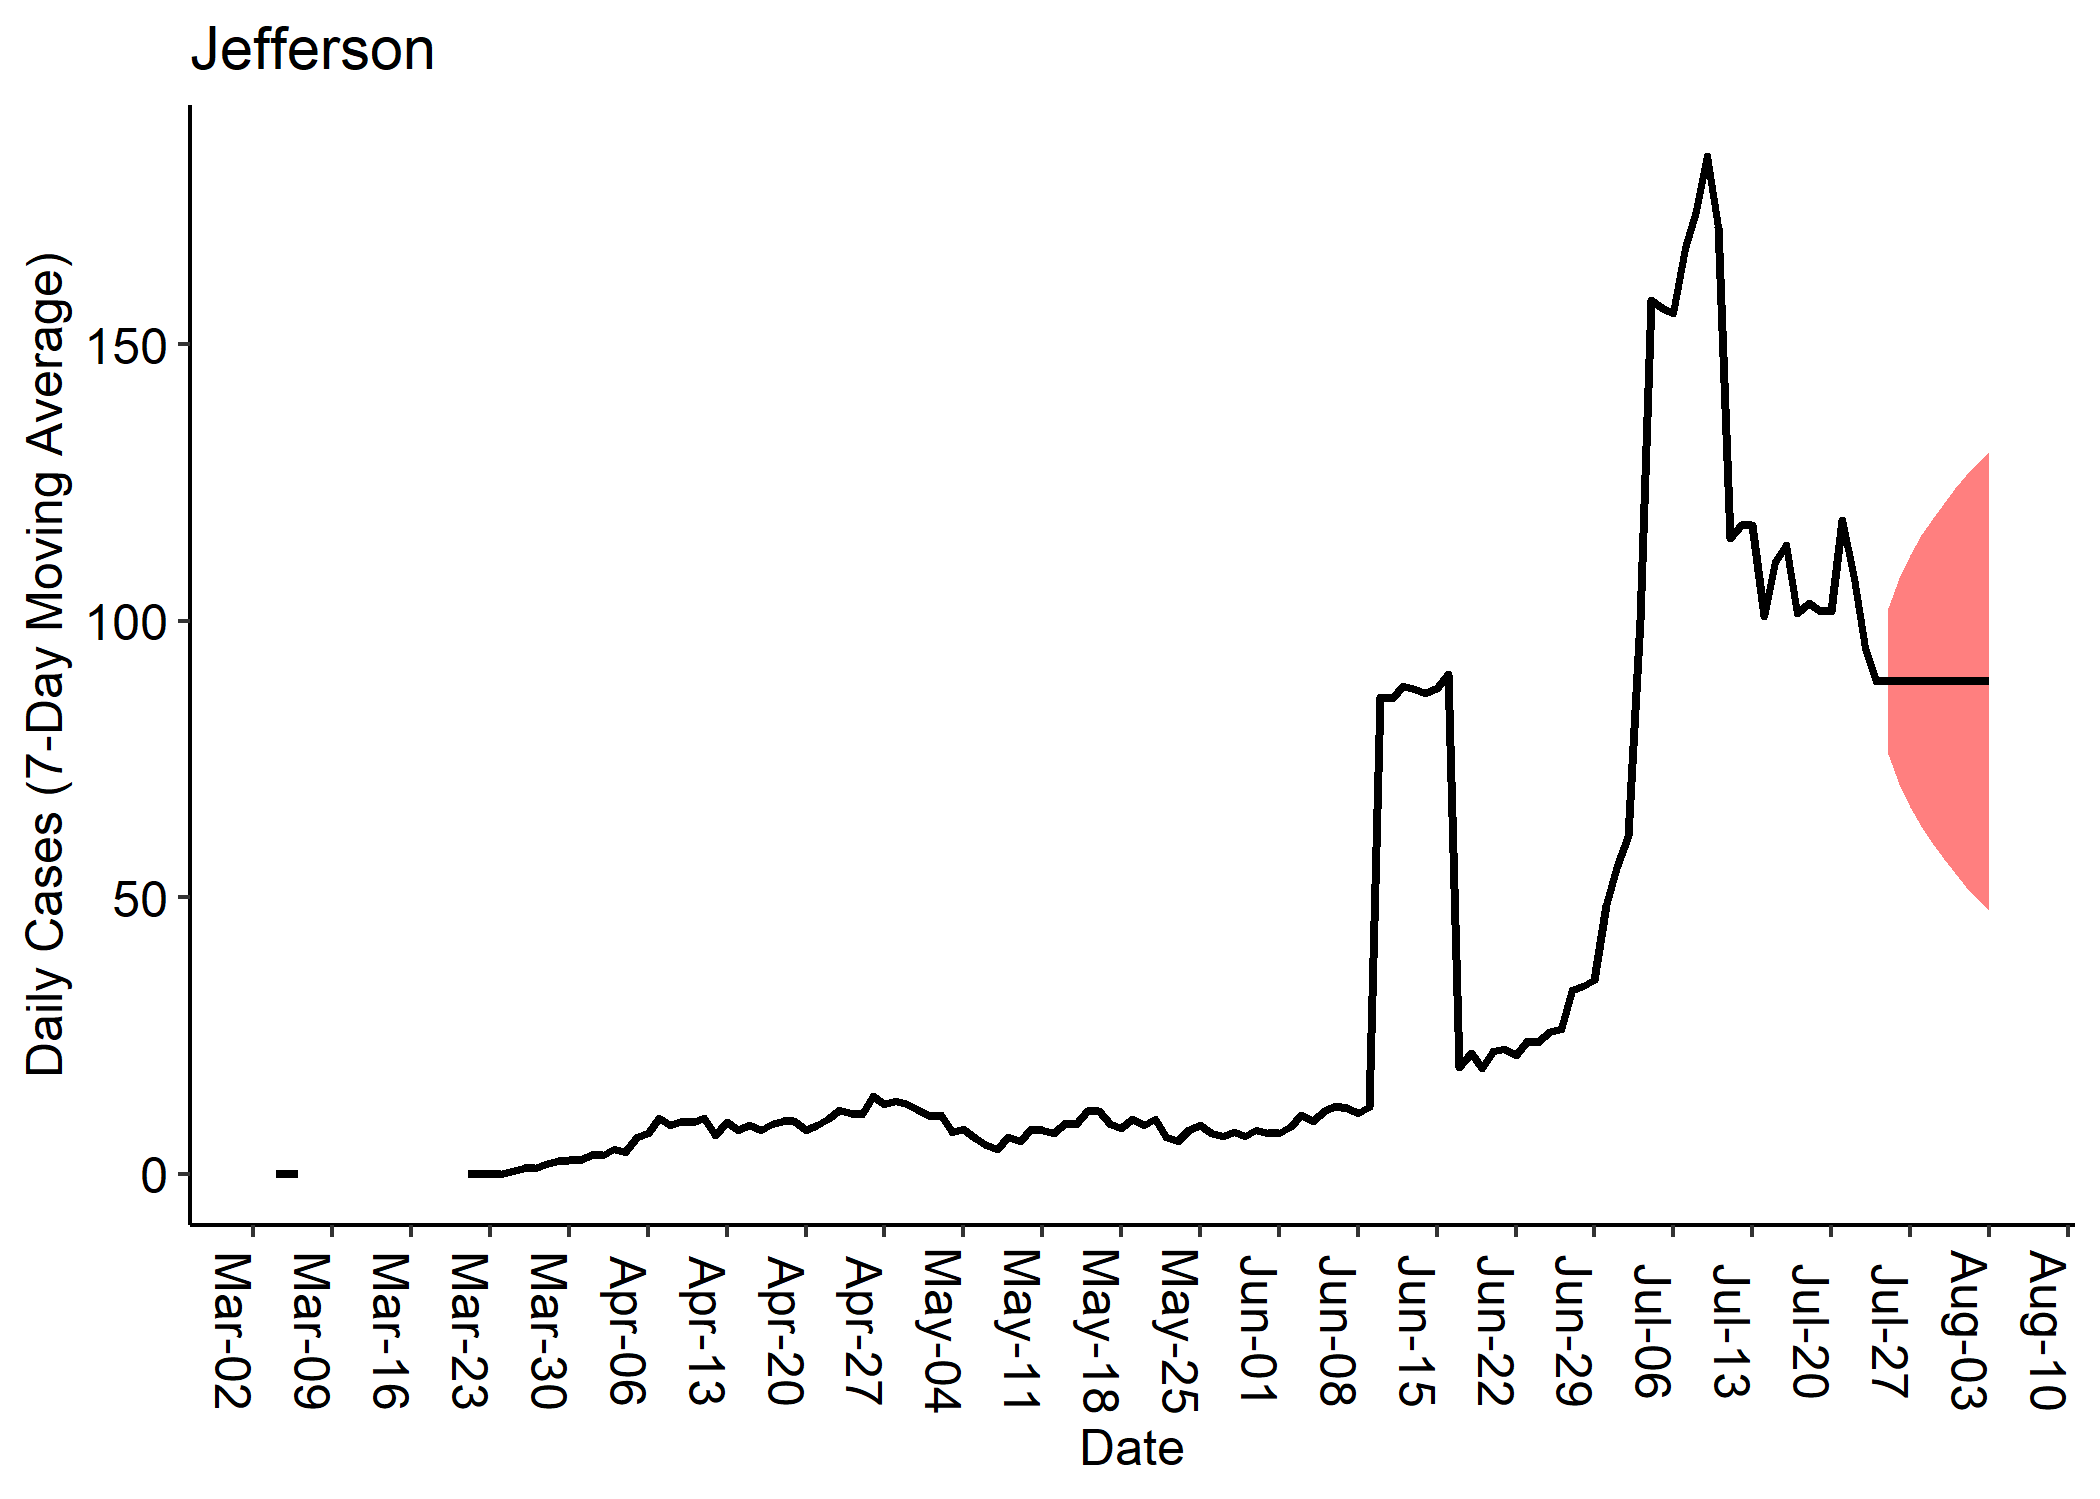 Jefferson
Daily Cases (7-Day Moving Average)
150
100
50
0
Mar-02
Mar-09
Mar-16
Mar-23
Mar-30
Apr-06
Apr-13
Apr-20
Apr-27
May-04
May-11
May-18
May-25
Jun-01
Jun-08
Jun-15
Jun-22
Jun-29
Jul-06
Jul-13
Jul-20
Jul-27
Aug-03
Aug-10
Date